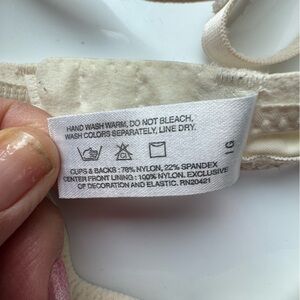 HAND WASH WARM, DO NOT BLEACH,
WASH COLORS SEPARATELY, LINE DRY.
CUPS & BACKS : 78% NYLON, 22% SPANDEX
CENTER FRONT LINING : 100% NYLON. EXCLUSIVE
OF DECORATION AND ELASTIC. RN20421
I G